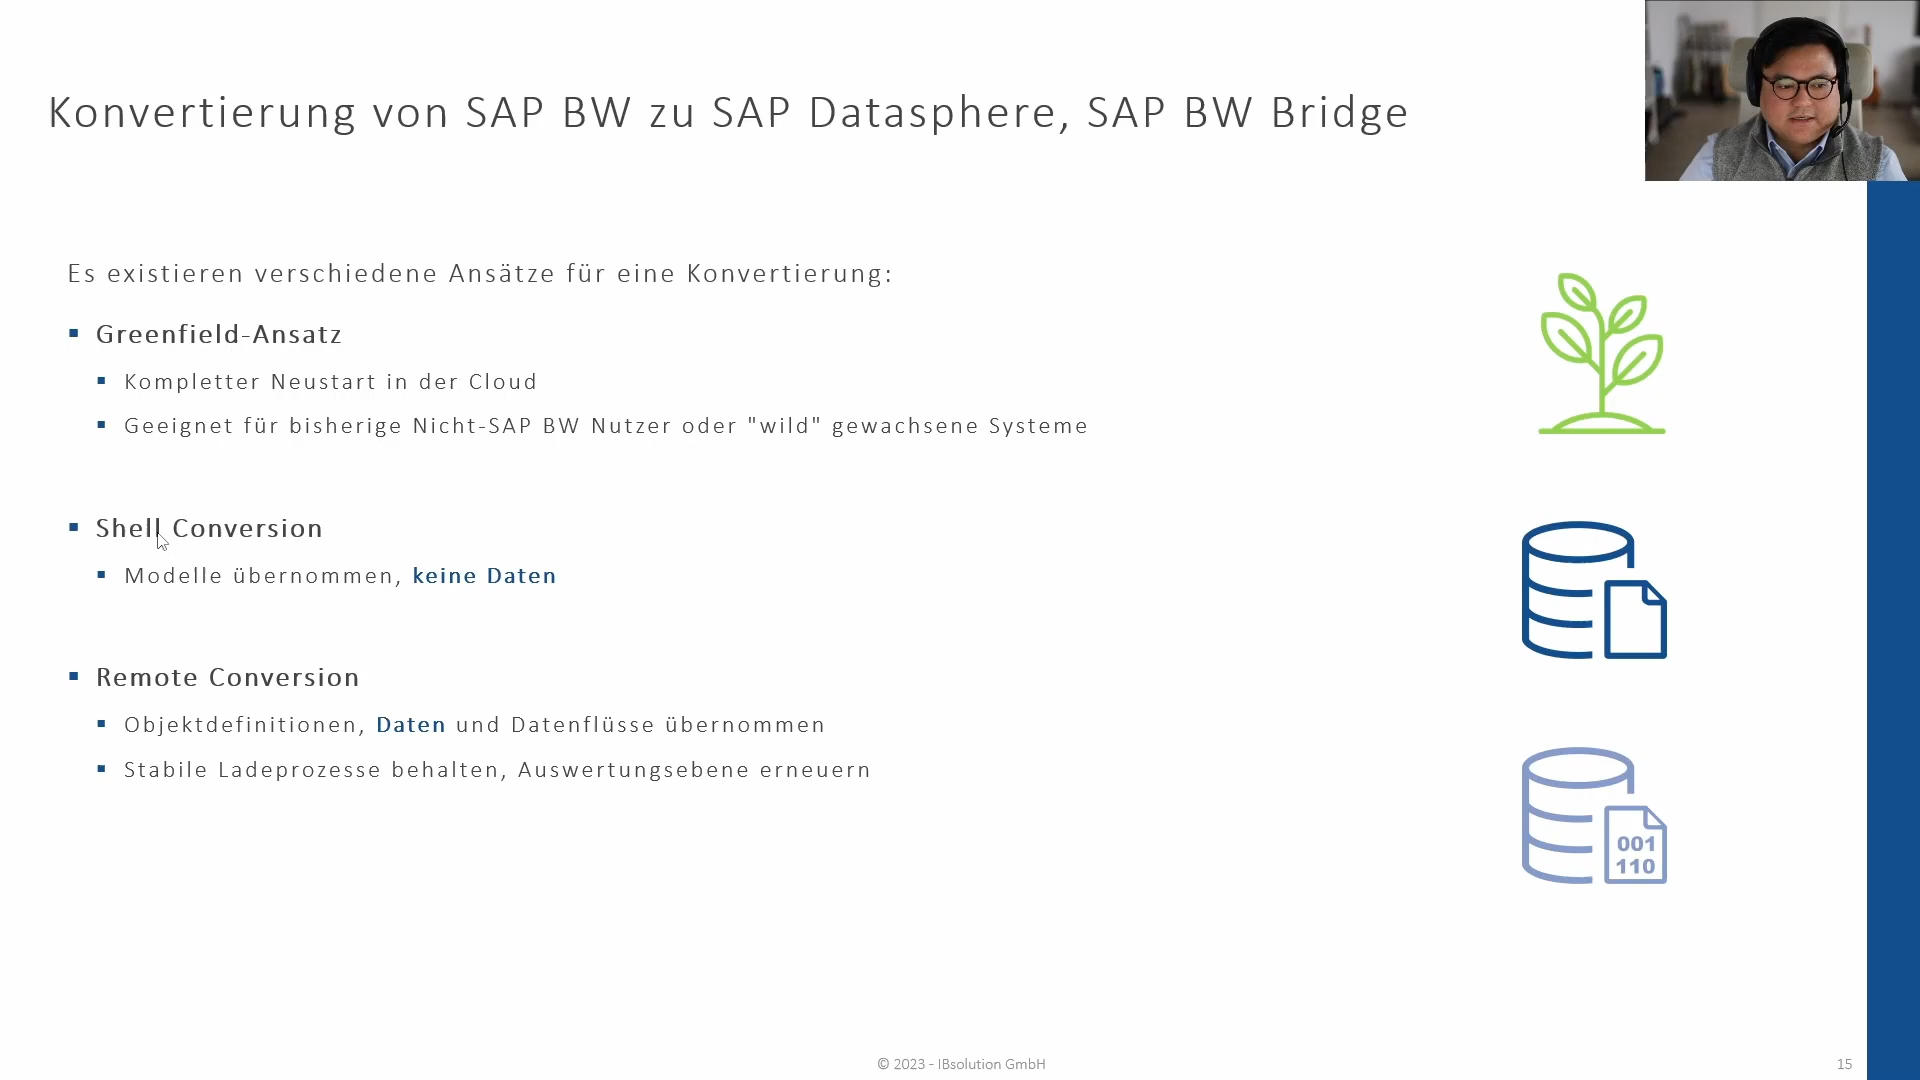 Konvertierung von SAP BW zu SAP Datasphere, SAP BW Bridge
Es existieren verschiedene Ansätze für eine Konvertierung:
Greenfield-Ansatz
Kompletter Neustart in der Cloud
Geeignet für bisherige Nicht-SAP BW Nutzer oder "wild" gewachsene Systeme
Shell Conversion
Modelle übernommen, keine Daten
Remote Conversion
Objektdefinitionen, Daten und Datenflüsse übernommen
Stabile Ladeprozesse behalten, Auswertungsebene erneuern
001
110
© 2023 - IBsolution GmbH
15